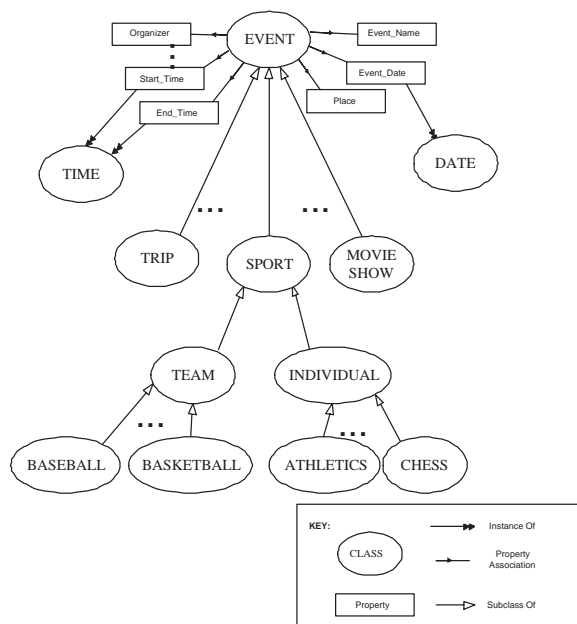 Organizer
EVENT
Event_Name
Start_Time
Event_Date
End_Time
Place
TIME
DATE
...
...
TRIP
SPORT
MOVIE
SHOW
TEAM
INDIVIDUAL
...
...
BASEBALL
BASKETBALL
ATHLETICS
CHESS
KEY:
Instance Of
CLASS
Property
Association
Property
Subclass Of